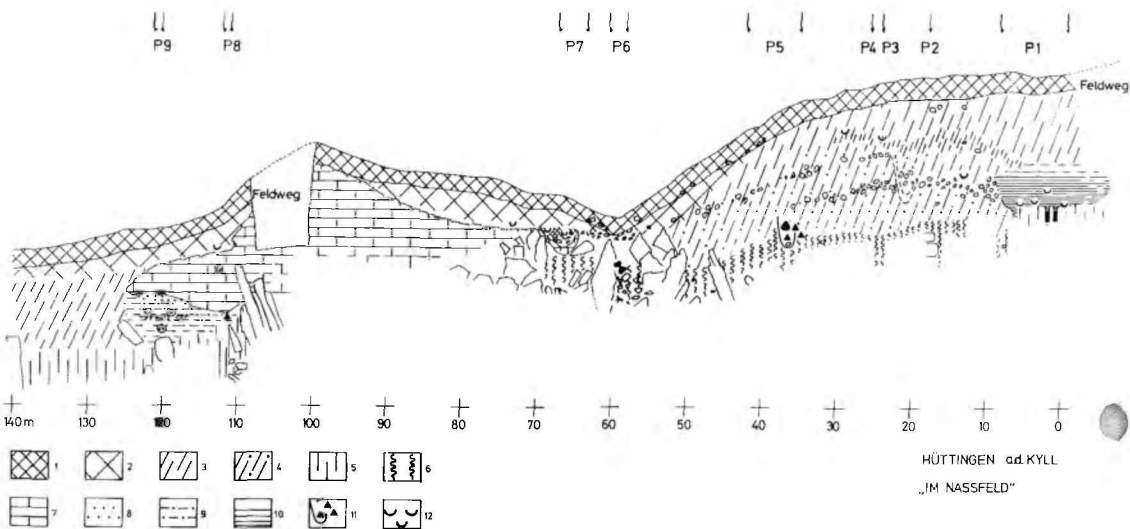 P9 P8 P7 P6 P5 P4 P3 P2 P1
Feldweg
Feldweg
140 m 130 120 110 100 90 80 70 60 50 40 30 20 10 0
1 2 3 4 5 6
HÜTTINGEN a.d. KYLL
7 8 9 10 11 12
„IM NASSFELD"